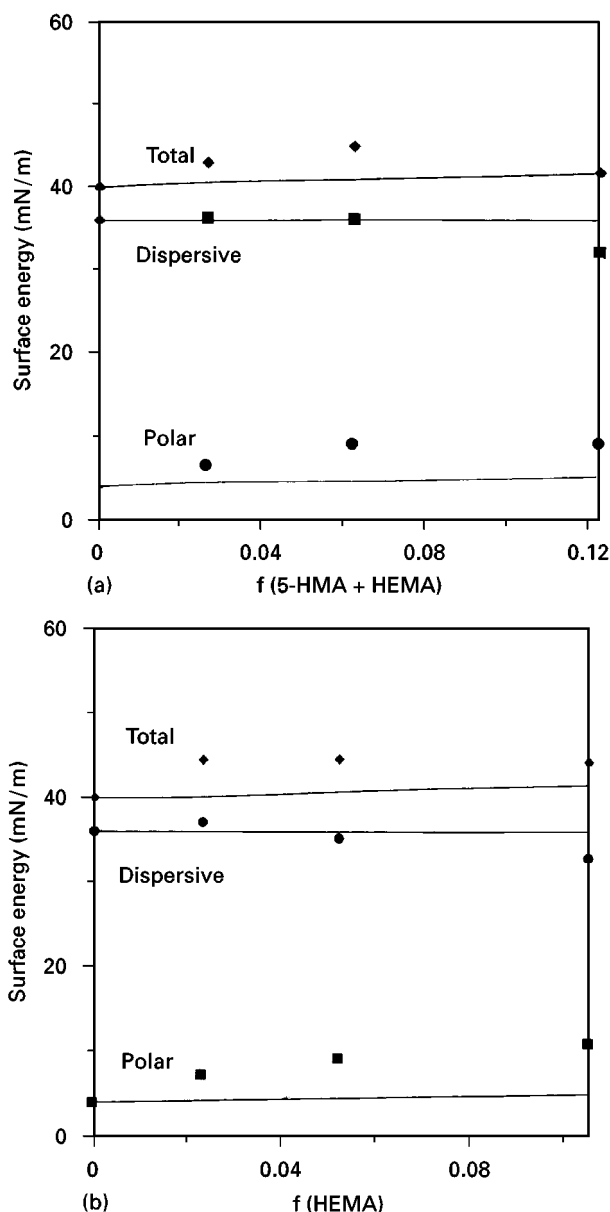 60
Total
40
Dispersive
20
Polar
0
Surface energy (mN/m)
0
0.04
0.08
0.12
(a)
f (5-HMA + HEMA)
60
Total
40
Dispersive
20
Polar
0
Surface energy (mN/m)
0
0.04
0.08
(b)
f (HEMA)